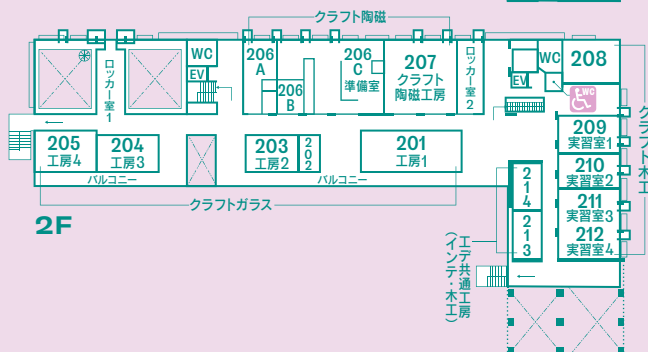 クラフト陶磁
ロッカー室1
WC
EV
206
A
206
B
206
C
準備室
207
クラフト
陶磁工房
ロッカー室2
WC
EV
208
WC
クラフト木工
205
工房4
204
工房3
203
工房2
202
201
工房1
209
実習室1
210
実習室2
211
実習室3
212
実習室4
214
213
バルコニー
バルコニー
クラフトガラス
2F
工デ共通工房
(インテ・木工)